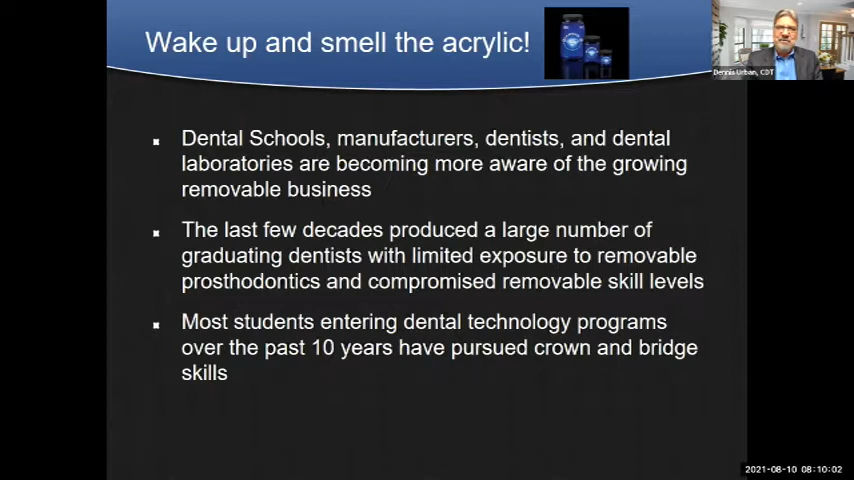 Wake up and smell the acrylic!
Dennis Urban, CDT
Dental Schools, manufacturers, dentists, and dental
laboratories are becoming more aware of the growing
removable business
The last few decades produced a large number of
graduating dentists with limited exposure to removable
prosthodontics and compromised removable skill levels
Most students entering dental technology programs
over the past 10 years have pursued crown and bridge
skills
2021-08-10 08:10:02